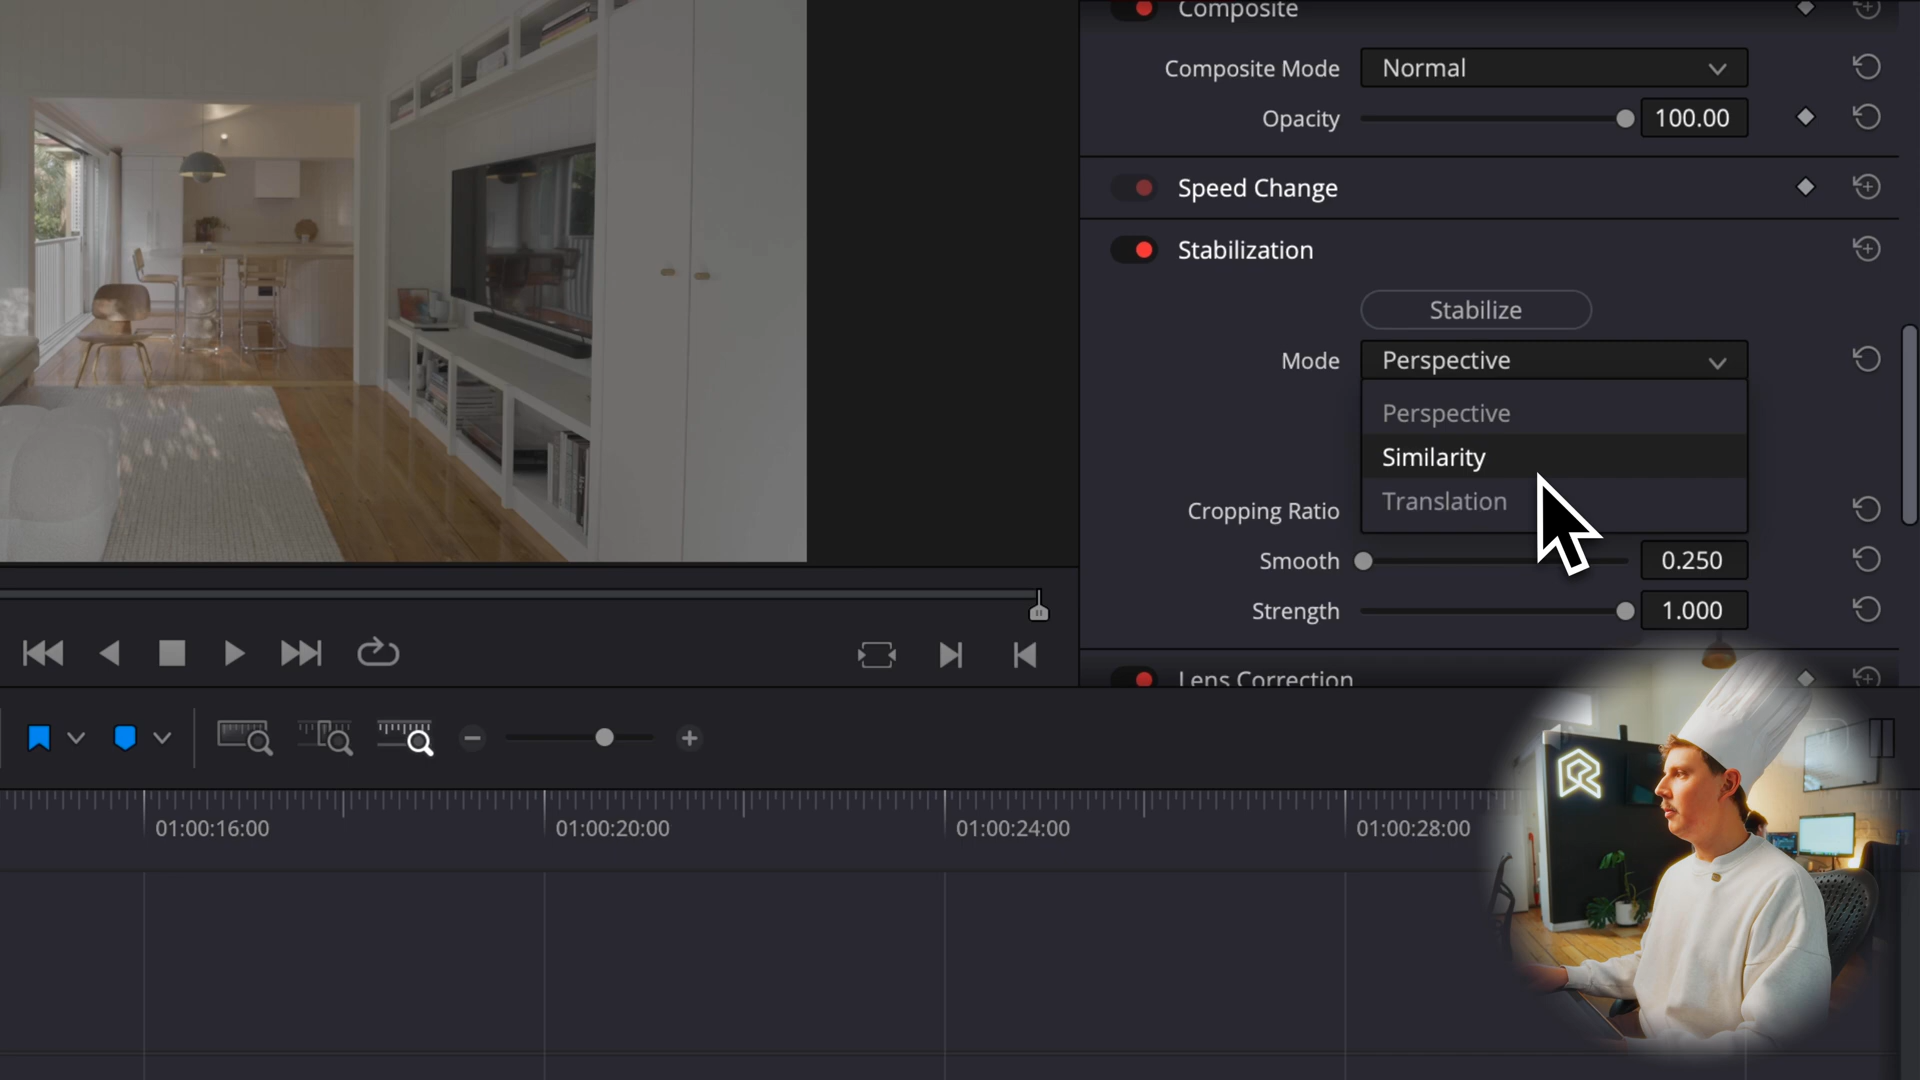 Composite
Composite Mode Normal
Opacity 100.00
Speed Change
Stabilization
Stabilize
Mode Perspective
Perspective
Similarity
Translation
Cropping Ratio
Smooth 0.250
Strength 1.000
Lens Correction
01:00:16:00 01:00:20:00 01:00:24:00 01:00:28:00